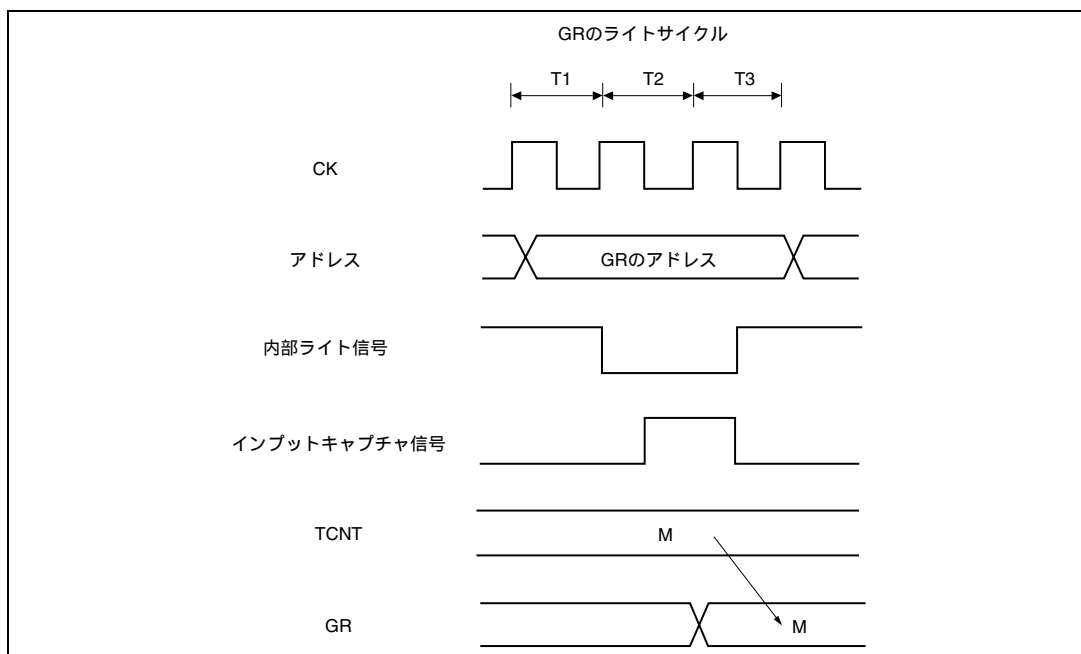 GRのライトサイクル
T1 T2 T3
CK
アドレス GRのアドレス
内部ライト信号
インプットキャプチャ信号
TCNT M
GR M